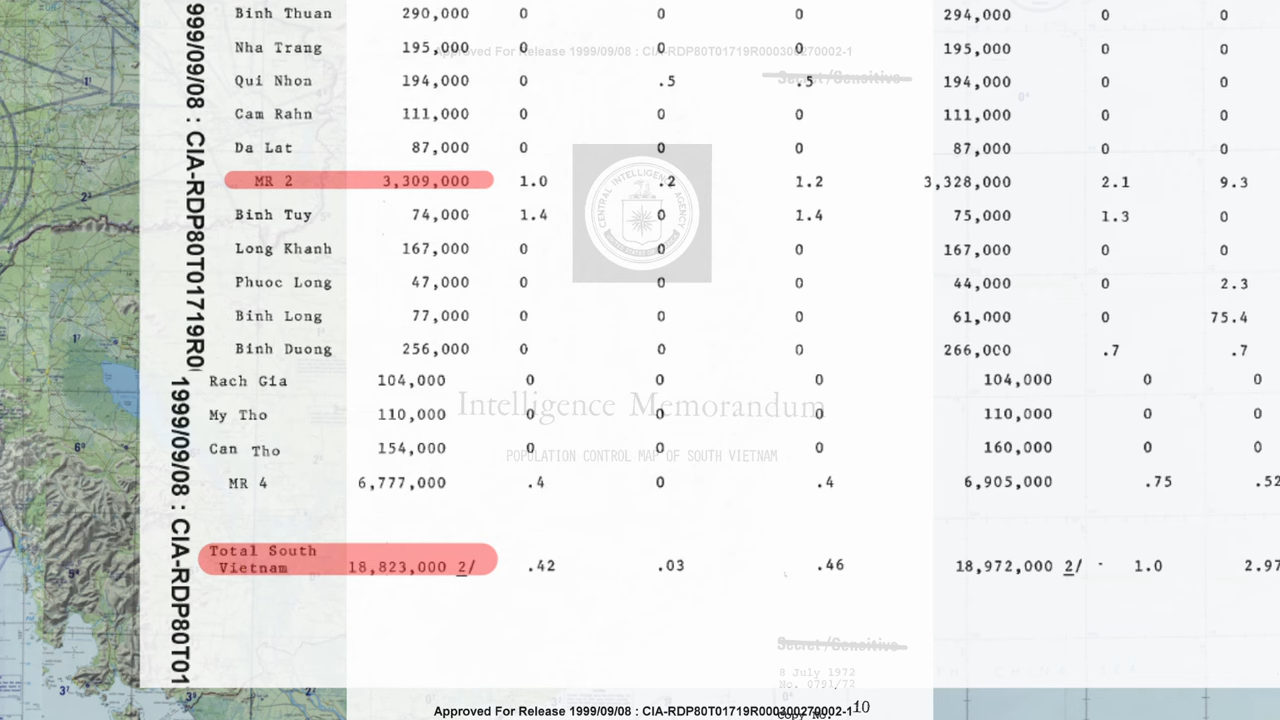 Binh Thuan 290,000 0 0 0 294,000 0 0
Nha Trang 195,000 0 0 0 195,000 0 0
Approved For Release 1999/09/08 : CIA-RDP80T01719R000300270002-1
Qui Nhon 194,000 0 .5 .5 194,000 0 0
Secret/Sensitive
Cam Rahn 111,000 0 0 0 111,000 0 0
Da Lat 87,000 0 0 0 87,000 0 0
MR 2 3,309,000 1.0 .2 1.2 3,328,000 2.1 9.3
Binh Tuy 74,000 1.4 0 1.4 75,000 1.3 0
CENTRAL INTELLIGENCE AGENCY
Long Khanh 167,000 0 0 0 167,000 0 0
Phuoc Long 47,000 0 0 0 44,000 0 2.3
Binh Long 77,000 0 0 0 61,000 0 75.4
Binh Duong 256,000 0 0 0 266,000 .7 .7
Rach Gia 104,000 0 0 0 104,000 0 0
Intelligence Memorandum
My Tho 110,000 0 0 0 110,000 0 0
Can Tho 154,000 0 0 0 160,000 0 0
POPULATION CONTROL MAP OF SOUTH VIETNAM
MR 4 6,777,000 .4 0 .4 6,905,000 .75 .52
Total South
Vietnam 18,823,000 2/ .42 .03 .46 18,972,000 2/ 1.0 2.97
Secret/Sensitive
8 July 1972
No. 0791/72
Copy No. 10
Approved For Release 1999/09/08 : CIA-RDP80T01719R000300270002-1
999/09/08 : CIA-RDP80T01719R0
1999/09/08 : CIA-RDP80T01